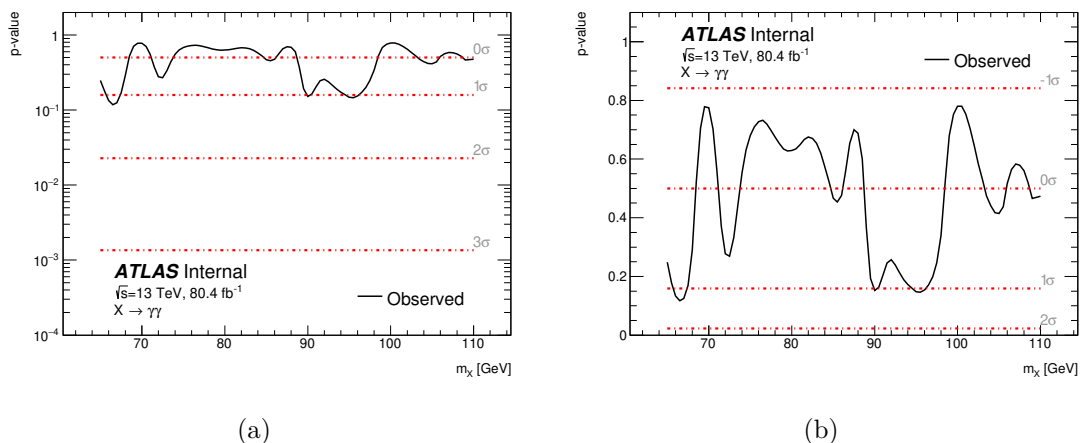 p-value
1
10⁻¹
10⁻²
10⁻³
10⁻⁴
0σ
1σ
2σ
3σ
ATLAS Internal
√s=13 TeV, 80.4 fb⁻¹
X → γγ
Observed
70 80 90 100 110
m_X [GeV]
(a)
p-value
1
0.8
0.6
0.4
0.2
0
ATLAS Internal
√s=13 TeV, 80.4 fb⁻¹
X → γγ
Observed
-1σ
0σ
1σ
2σ
70 80 90 100 110
m_X [GeV]
(b)